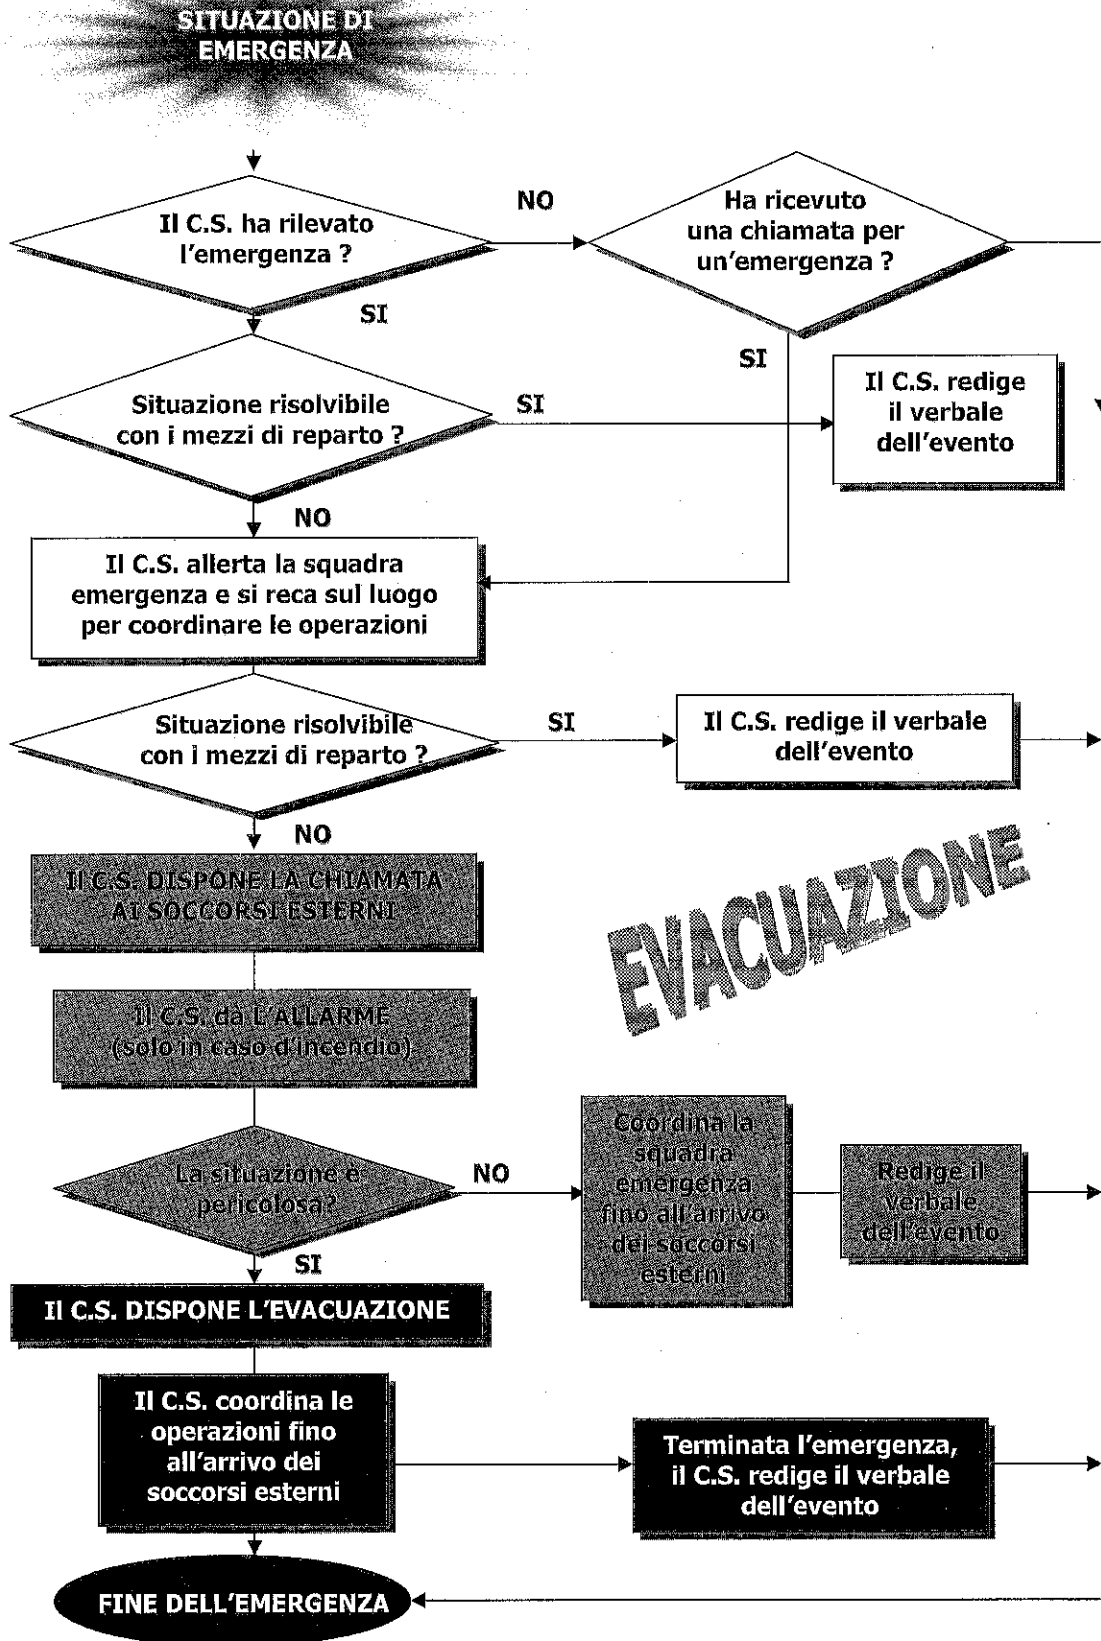 SITUAZIONE DI
EMERGENZA
Il C.S. ha rilevato
l'emergenza ?
NO
Ha ricevuto
una chiamata per
un'emergenza ?
SI
SI
Situazione risolvibile
con i mezzi di reparto ?
SI
Il C.S. redige
il verbale
dell'evento
NO
Il C.S. allerta la squadra
emergenza e si reca sul luogo
per coordinare le operazioni
Situazione risolvibile
con i mezzi di reparto ?
SI
Il C.S. redige il verbale
dell'evento
NO
Il C.S. DISPONE LA CHIAMATA
AI SOCCORSI ESTERNI
EVACUAZIONE
Il C.S. dà L'ALLARME
(solo in caso d'incendio)
La situazione è
pericolosa?
NO
Coordina la
squadra
emergenza
fino all'arrivo
dei soccorsi
esterni
Redige il
verbale
dell'evento
SI
Il C.S. DISPONE L'EVACUAZIONE
Il C.S. coordina le
operazioni fino
all'arrivo dei
soccorsi esterni
Terminata l'emergenza,
il C.S. redige il verbale
dell'evento
FINE DELL'EMERGENZA